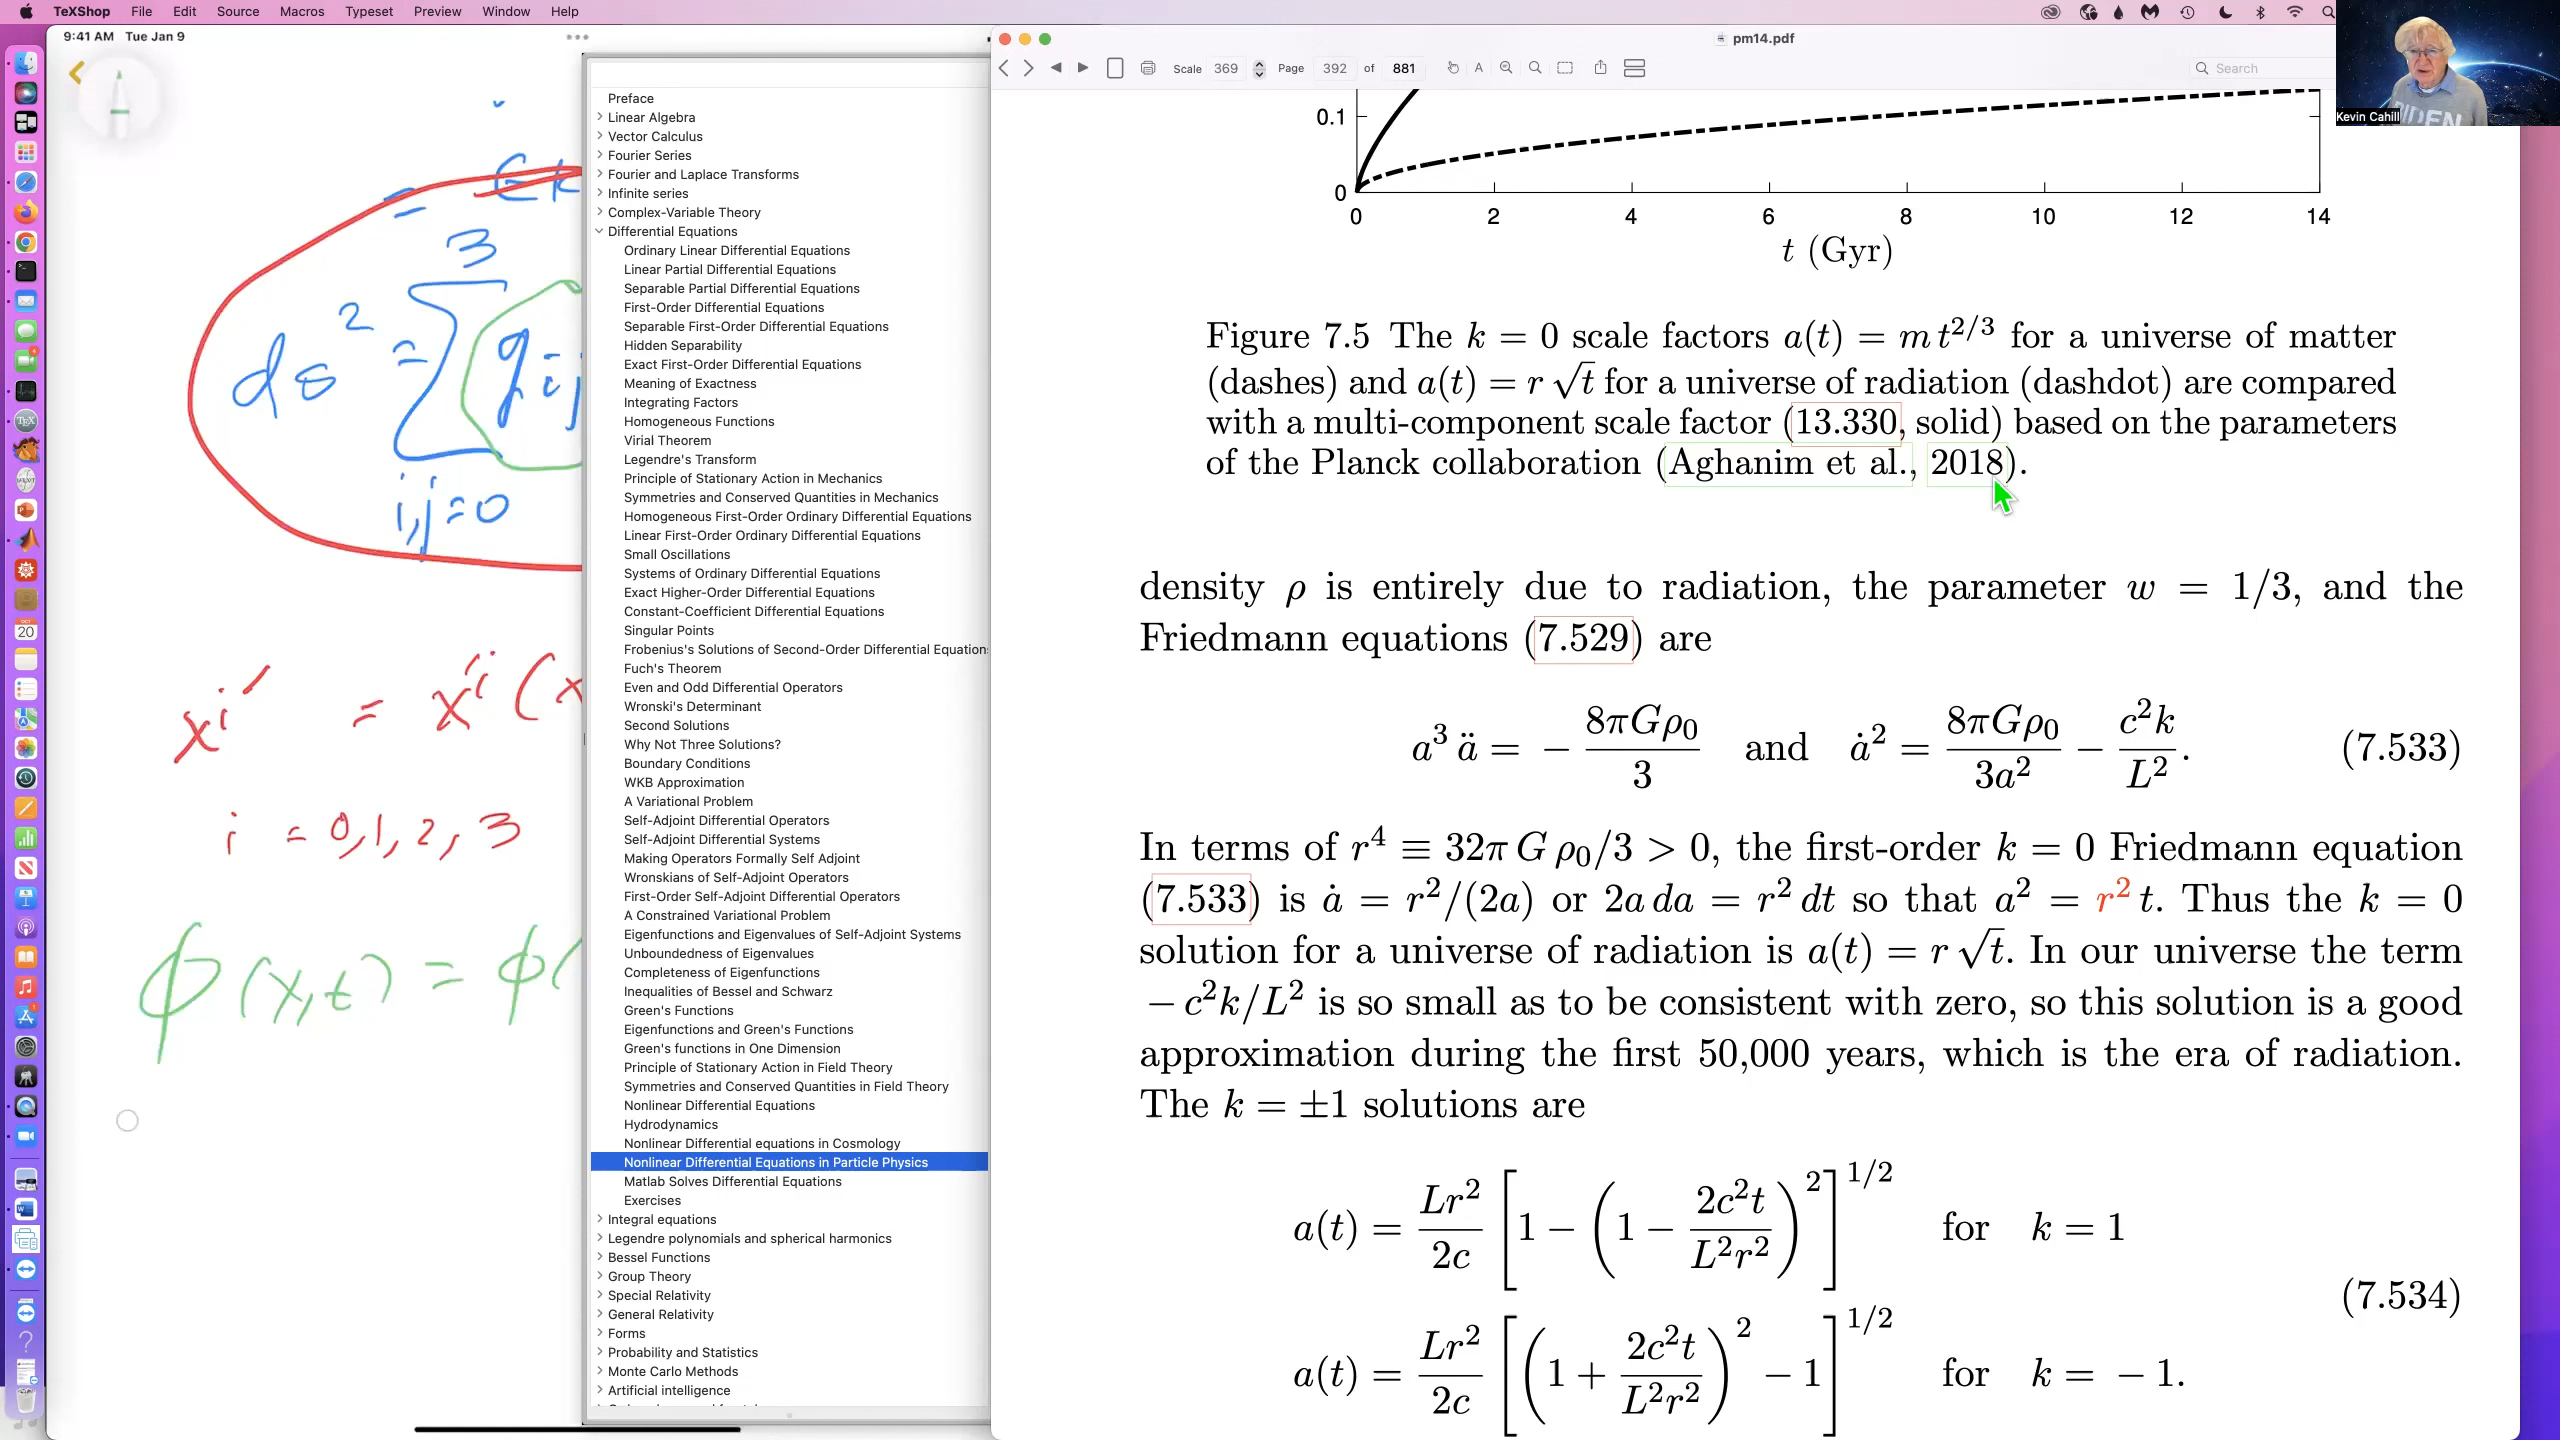 TeXShop File Edit Source Macros Typeset Preview Window Help
9:41 AM Tue Jan 9
ds² = Σ g i j
3
i,j = 0
x^i′ = x′^i (x
i = 0, 1, 2, 3
φ(x,t) = φ(
Preface
Linear Algebra
Vector Calculus
Fourier Series
Fourier and Laplace Transforms
Infinite series
Complex-Variable Theory
Differential Equations
Ordinary Linear Differential Equations
Linear Partial Differential Equations
Separable Partial Differential Equations
First-Order Differential Equations
Separable First-Order Differential Equations
Hidden Separability
Exact First-Order Differential Equations
Meaning of Exactness
Integrating Factors
Homogeneous Functions
Virial Theorem
Legendre's Transform
Principle of Stationary Action in Mechanics
Symmetries and Conserved Quantities in Mechanics
Homogeneous First-Order Ordinary Differential Equations
Linear First-Order Ordinary Differential Equations
Small Oscillations
Systems of Ordinary Differential Equations
Exact Higher-Order Differential Equations
Constant-Coefficient Differential Equations
Singular Points
Frobenius's Solutions of Second-Order Differential Equation
Fuch's Theorem
Even and Odd Differential Operators
Wronski's Determinant
Second Solutions
Why Not Three Solutions?
Boundary Conditions
WKB Approximation
A Variational Problem
Self-Adjoint Differential Operators
Self-Adjoint Differential Systems
Making Operators Formally Self Adjoint
Wronskians of Self-Adjoint Operators
First-Order Self-Adjoint Differential Operators
A Constrained Variational Problem
Eigenfunctions and Eigenvalues of Self-Adjoint Systems
Unboundedness of Eigenvalues
Completeness of Eigenfunctions
Inequalities of Bessel and Schwarz
Green's Functions
Eigenfunctions and Green's Functions
Green's functions in One Dimension
Principle of Stationary Action in Field Theory
Symmetries and Conserved Quantities in Field Theory
Nonlinear Differential Equations
Hydrodynamics
Nonlinear Differential equations in Cosmology
Nonlinear Differential Equations in Particle Physics
Matlab Solves Differential Equations
Exercises
Integral equations
Legendre polynomials and spherical harmonics
Bessel Functions
Group Theory
Special Relativity
General Relativity
Forms
Probability and Statistics
Monte Carlo Methods
Artificial intelligence
pm14.pdf
Scale 369 Page 392 of 881 Search
Kevin Cahill
0.1
0
0 2 4 6 8 10 12 14
t (Gyr)
Figure 7.5 The k = 0 scale factors a(t) = m t^{2/3} for a universe of matter
(dashes) and a(t) = r √t for a universe of radiation (dashdot) are compared
with a multi-component scale factor (13.330, solid) based on the parameters
of the Planck collaboration (Aghanim et al., 2018).
density ρ is entirely due to radiation, the parameter w = 1/3, and the
Friedmann equations (7.529) are
a³ ä = − 8πGρ₀/3 and ȧ² = 8πGρ₀/3a² − c²k/L². (7.533)
In terms of r⁴ ≡ 32π G ρ₀/3 > 0, the first-order k = 0 Friedmann equation
(7.533) is ȧ = r²/(2a) or 2a da = r² dt so that a² = r² t. Thus the k = 0
solution for a universe of radiation is a(t) = r √t. In our universe the term
− c²k/L² is so small as to be consistent with zero, so this solution is a good
approximation during the first 50,000 years, which is the era of radiation.
The k = ±1 solutions are
a(t) = Lr²/2c [1 − (1 − 2c²t/L²r²)²]^{1/2} for k = 1
(7.534)
a(t) = Lr²/2c [(1 + 2c²t/L²r²)² − 1]^{1/2} for k = − 1.